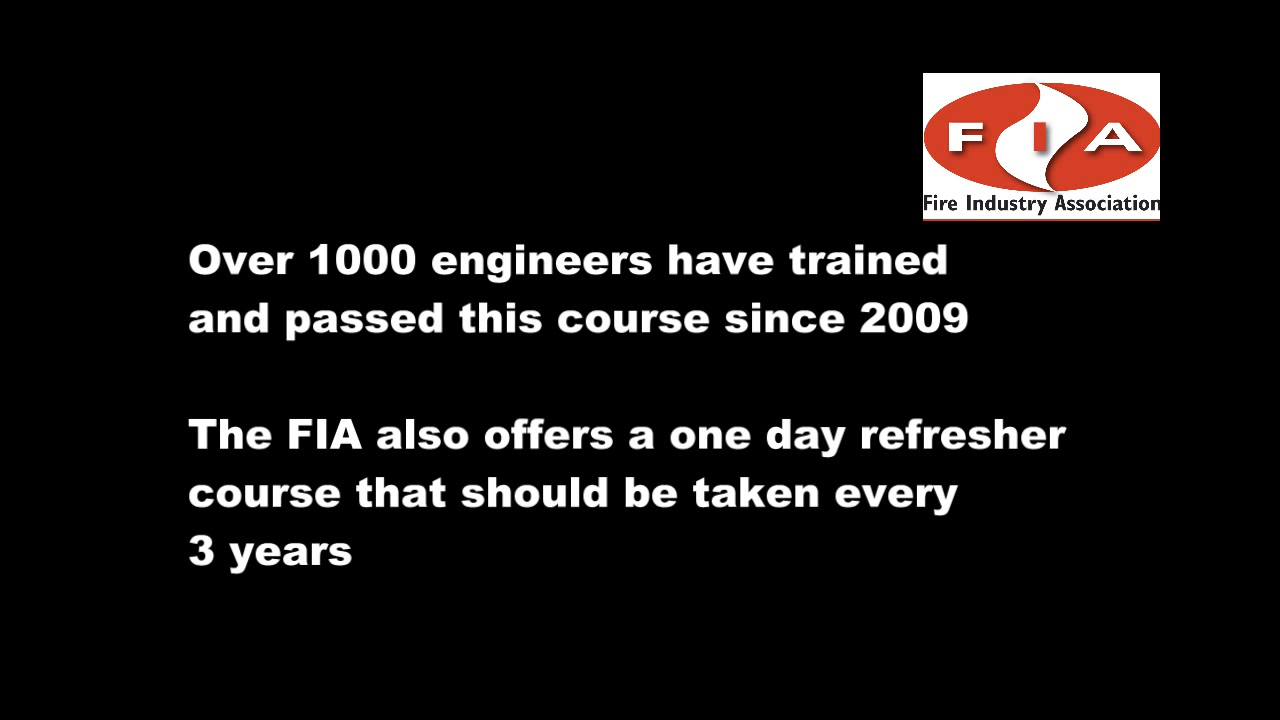 FIA
Fire Industry Association
Over 1000 engineers have trained
and passed this course since 2009
The FIA also offers a one day refresher
course that should be taken every
3 years